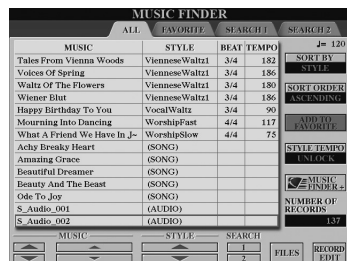 MUSIC FINDER
ALL FAVORITE SEARCH 1 SEARCH 2
MUSIC STYLE BEAT TEMPO
Tales From Vienna Woods VienneseWaltz1 3/4 182
Voices Of Spring VienneseWaltz1 3/4 186
Waltz Of The Flowers VienneseWaltz1 3/4 180
Wiener Blut VienneseWaltz1 3/4 186
Happy Birthday To You VocalWaltz 3/4 90
Mourning Into Dancing WorshipFast 4/4 117
What A Friend We Have In J~ WorshipSlow 4/4 75
Achy Breaky Heart (SONG)
Amazing Grace (SONG)
Beautiful Dreamer (SONG)
Beauty And The Beast (SONG)
Ode To Joy (SONG)
S_Audio_001 (AUDIO)
S_Audio_002 (AUDIO)
♩= 120
SORT BY
STYLE
SORT ORDER
ASCENDING
ADD TO
FAVORITE
STYLE TEMPO
UNLOCK
MUSIC
FINDER+
NUMBER OF
RECORDS
137
MUSIC STYLE SEARCH
1
2
FILES
RECORD
EDIT